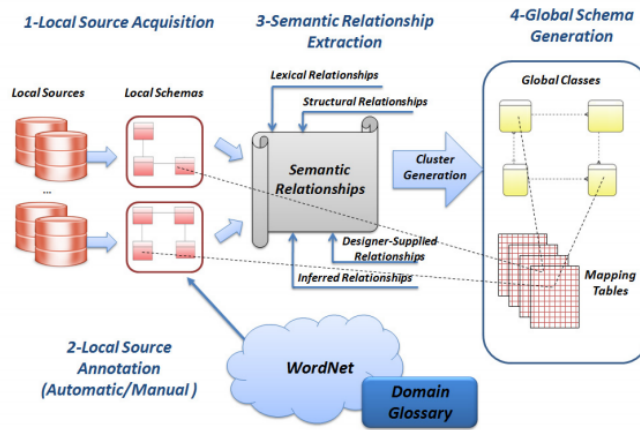 1-Local Source Acquisition
3-Semantic Relationship
Extraction
4-Global Schema
Generation
Local Sources
Local Schemas
Lexical Relationships
Structural Relationships
Global Classes
Semantic
Relationships
Cluster
Generation
...
Designer-Supplied
Relationships
Inferred Relationships
Mapping
Tables
2-Local Source
Annotation
(Automatic/Manual )
WordNet
Domain
Glossary